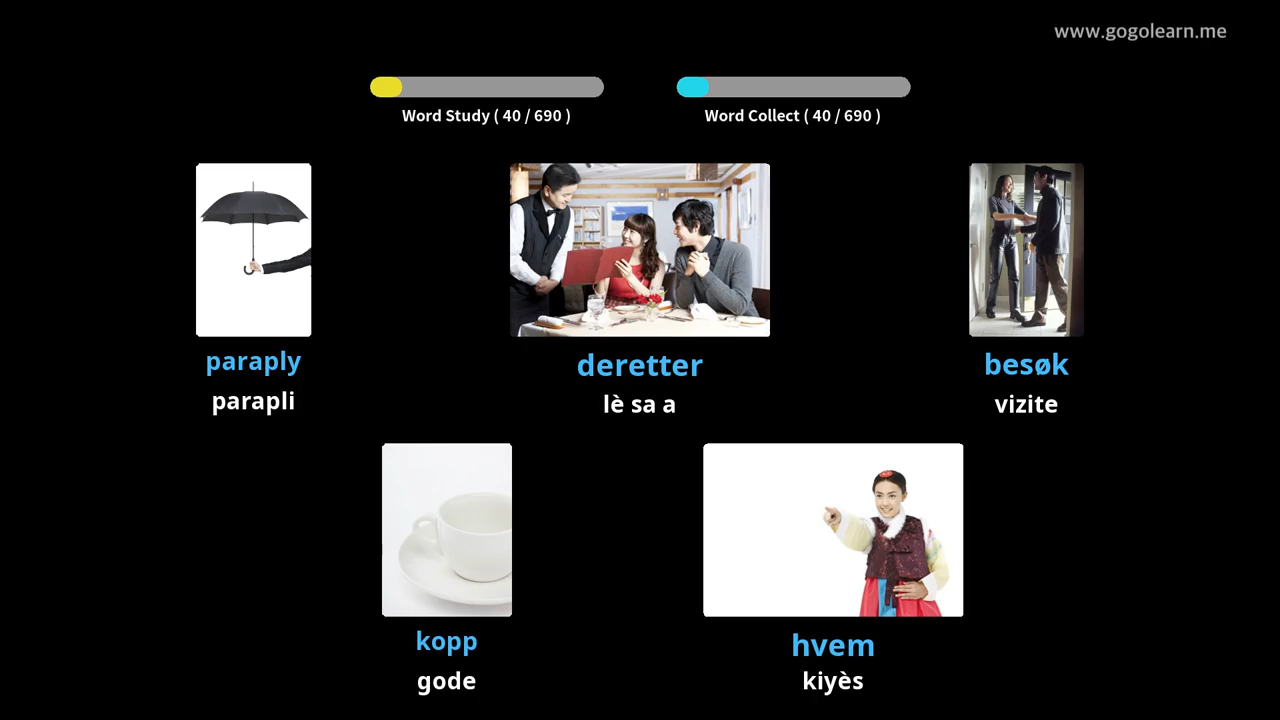 www.gogolearn.me
Word Study ( 40 / 690 )
Word Collect ( 40 / 690 )
paraply
parapli
deretter
lè sa a
besøk
vizite
kopp
gode
hvem
kiyès